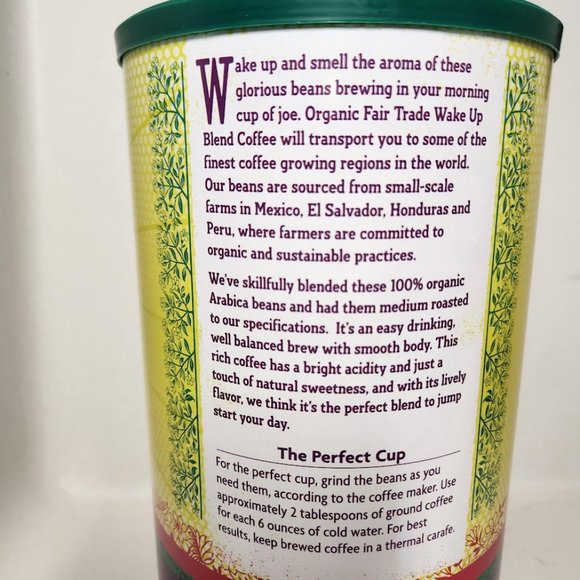 Wake up and smell the aroma of these
glorious beans brewing in your morning
cup of joe. Organic Fair Trade Wake Up
Blend Coffee will transport you to some of the
finest coffee growing regions in the world.
Our beans are sourced from small-scale
farms in Mexico, El Salvador, Honduras and
Peru, where farmers are committed to
organic and sustainable practices.
We've skillfully blended these 100% organic
Arabica beans and had them medium roasted
to our specifications. It's an easy drinking,
well balanced brew with smooth body. This
rich coffee has a bright acidity and just a
touch of natural sweetness, and with its lively
flavor, we think it's the perfect blend to jump
start your day.
The Perfect Cup
For the perfect cup, grind the beans as you
need them, according to the coffee maker. Use
approximately 2 tablespoons of ground coffee
for each 6 ounces of cold water. For best
results, keep brewed coffee in a thermal carafe.